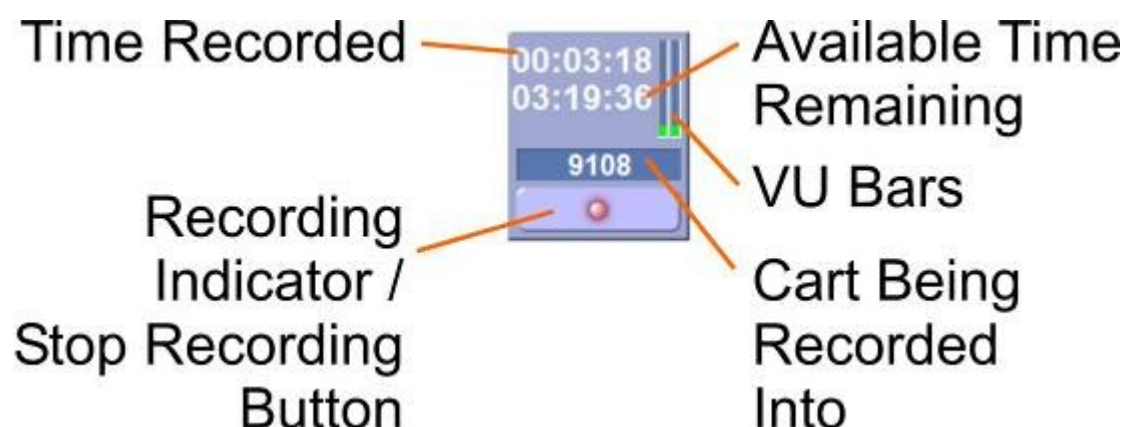 Time Recorded
00:03:18
03:19:36
9108
Available Time
Remaining
VU Bars
Recording
Indicator /
Stop Recording
Button
Cart Being
Recorded
Into